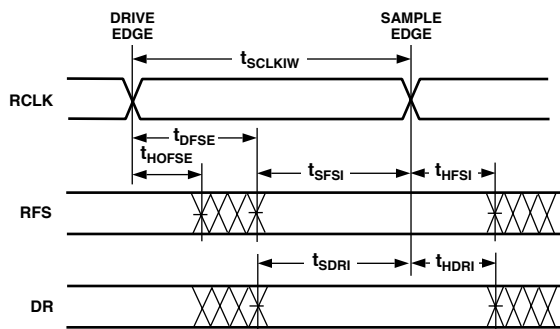 DRIVE EDGE
SAMPLE EDGE
tSCLKIW
RCLK
tDFSE
tHOFSE
tSFSI
tHFSI
RFS
tSDRI
tHDRI
DR